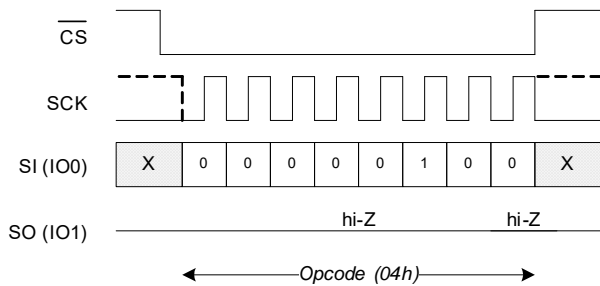 CS
SCK
SI (IO0) X 0 0 0 0 0 1 0 0 X
hi-Z hi-Z
SO (IO1)
Opcode (04h)